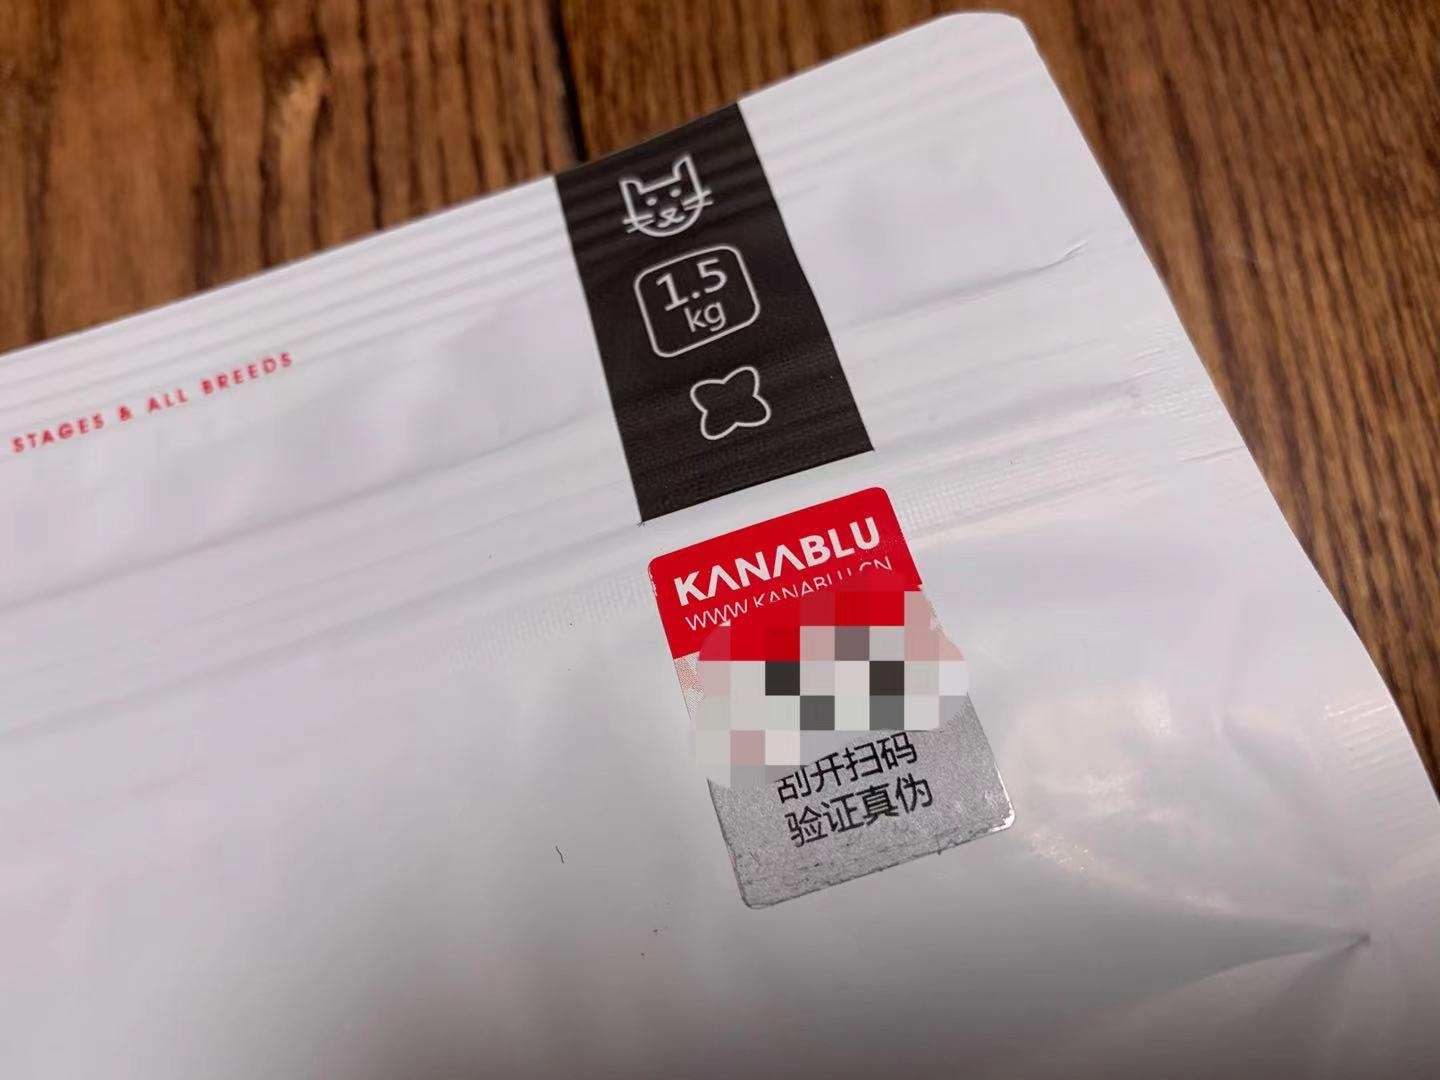 STAGES & ALL BREEDS
1.5
kg
KANABLU
WWW.KANABLU.CN
刮开扫码
验证真伪